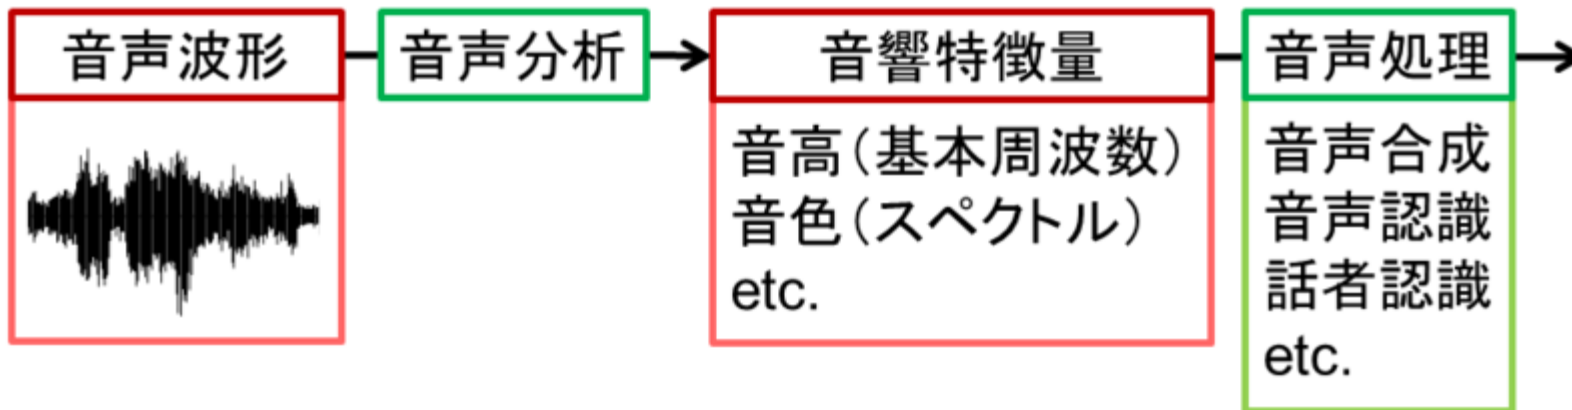 音声波形
音声分析
音響特徴量
音高(基本周波数)
音色(スペクトル)
etc.
音声処理
音声合成
音声認識
話者認識
etc.